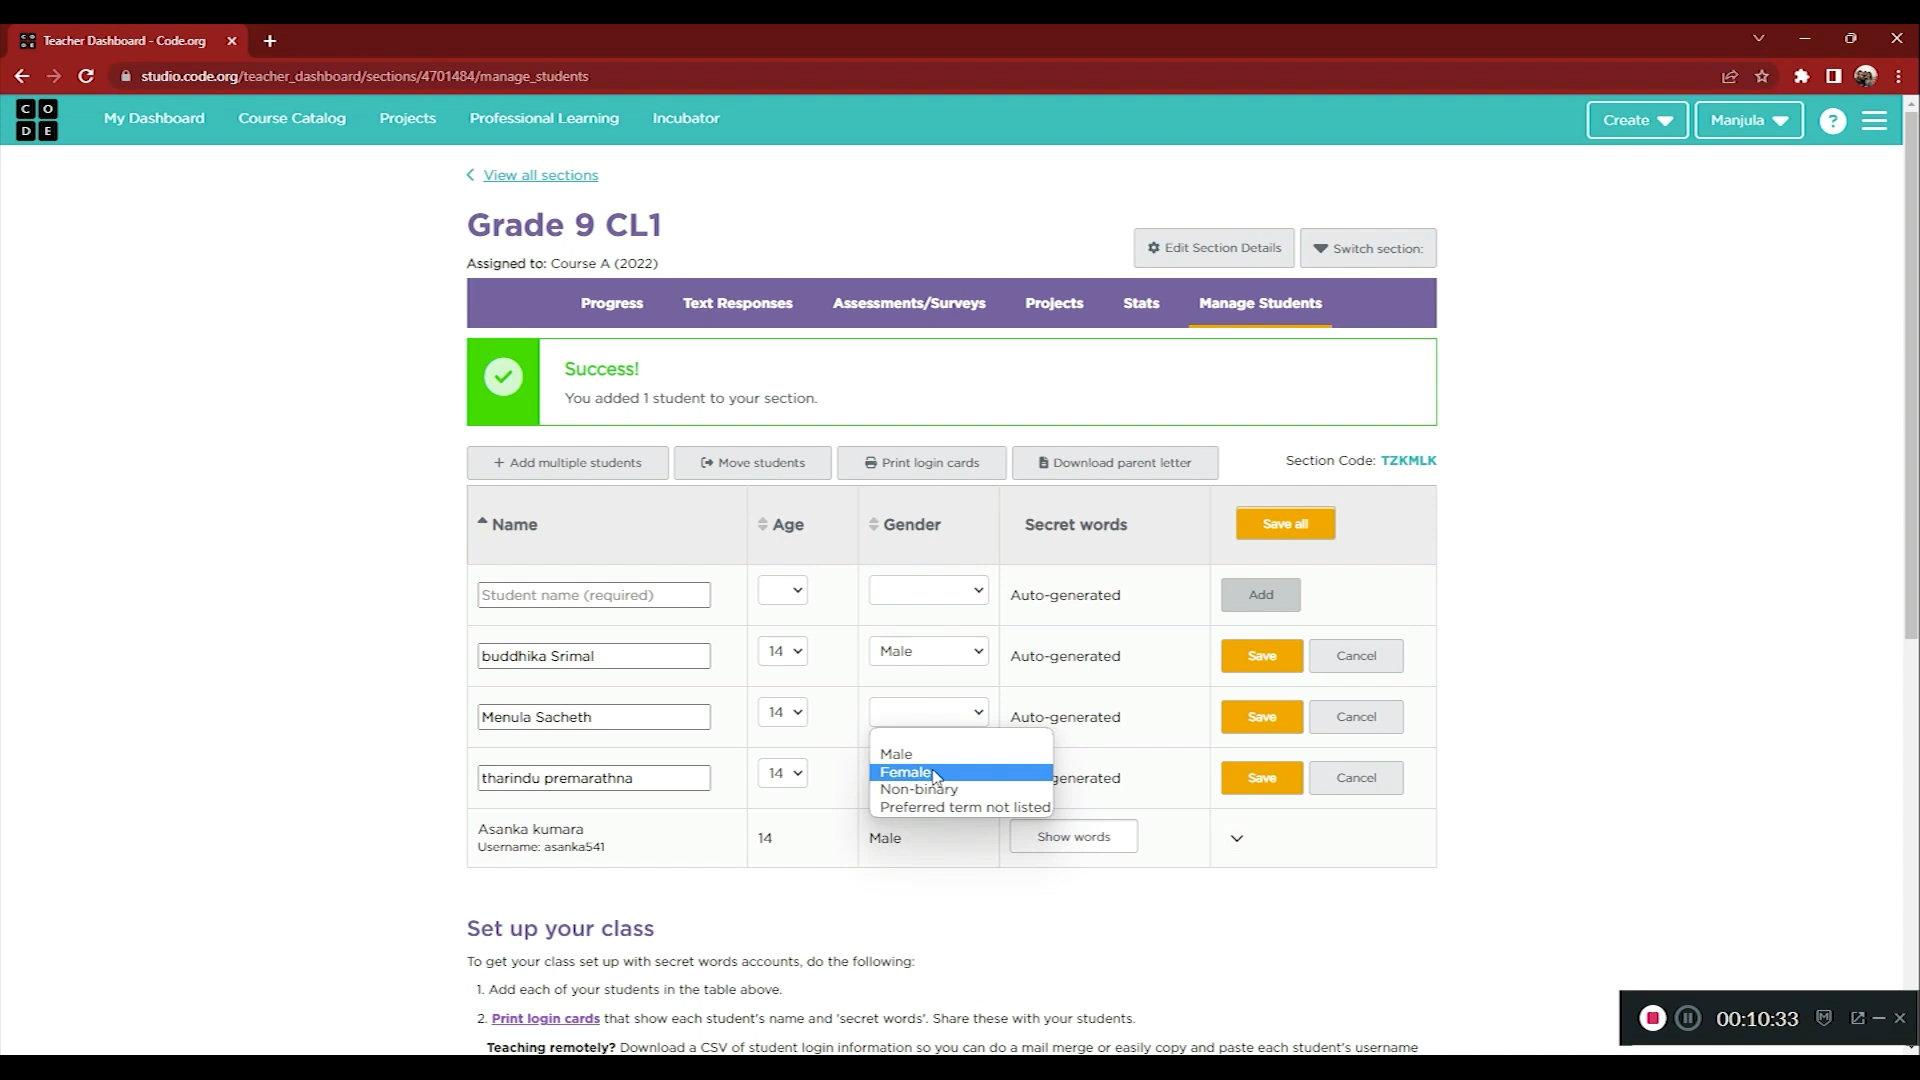 Teacher Dashboard - Code.org
studio.code.org/teacher_dashboard/sections/4701484/manage_students
C O
D E
My Dashboard
Course Catalog
Projects
Professional Learning
Incubator
Create
Manjula
?
View all sections
Grade 9 CL1
Assigned to: Course A (2022)
Edit Section Details
Switch section:
Progress
Text Responses
Assessments/Surveys
Projects
Stats
Manage Students
Success!
You added 1 student to your section.
+ Add multiple students
Move students
Print login cards
Download parent letter
Section Code: TZKMLK
Name
Age
Gender
Secret words
Save all
Student name (required)
Auto-generated
Add
buddhika Srimal
14
Male
Auto-generated
Save
Cancel
Menula Sacheth
14
Auto-generated
Save
Cancel
Male
Female
Non-binary
Preferred term not listed
tharindu premarathna
14
generated
Save
Cancel
Asanka kumara
Username: asanka541
14
Male
Show words
Set up your class
To get your class set up with secret words accounts, do the following:
1. Add each of your students in the table above.
2. Print login cards that show each student's name and 'secret words'. Share these with your students.
Teaching remotely? Download a CSV of student login information so you can do a mail merge or easily copy and paste each student's username
00:10:33